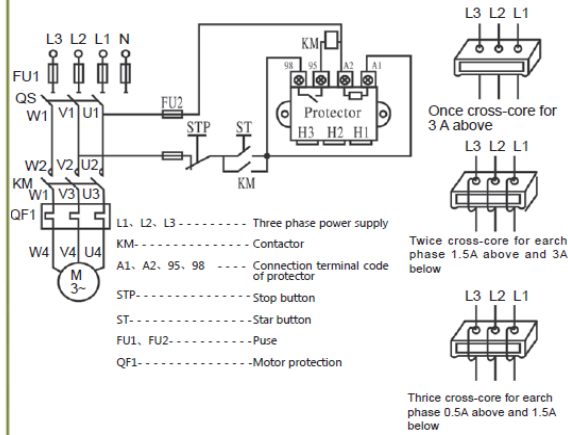 L3 L2 L1 N
FU1
QS
W1 V1 U1
FU2
STP
ST
KM
KM
98 95 A2 A1
Protector
H3 H2 H1
W2 V2 U2
KM
W1 V3 U3
QF1
W4 V4 U4
M
3~
L1、L2、L3 - - - - - - - - - Three phase power supply
KM- - - - - - - - - - - - - - - - Contactor
A1、A2、95、98 - - - - Connection terminal code
of protector
STP- - - - - - - - - - - - - - - -Stop button
ST- - - - - - - - - - - - - - - - -Star button
FU1、FU2- - - - - - - - - - -Puse
QF1- - - - - - - - - - - - - - - -Motor protection
L3 L2 L1
Once cross-core for
3 A above
L3 L2 L1
Twice cross-core for earch
phase 1.5A above and 3A
below
L3 L2 L1
Thrice cross-core for earch
phase 0.5A above and 1.5A
below